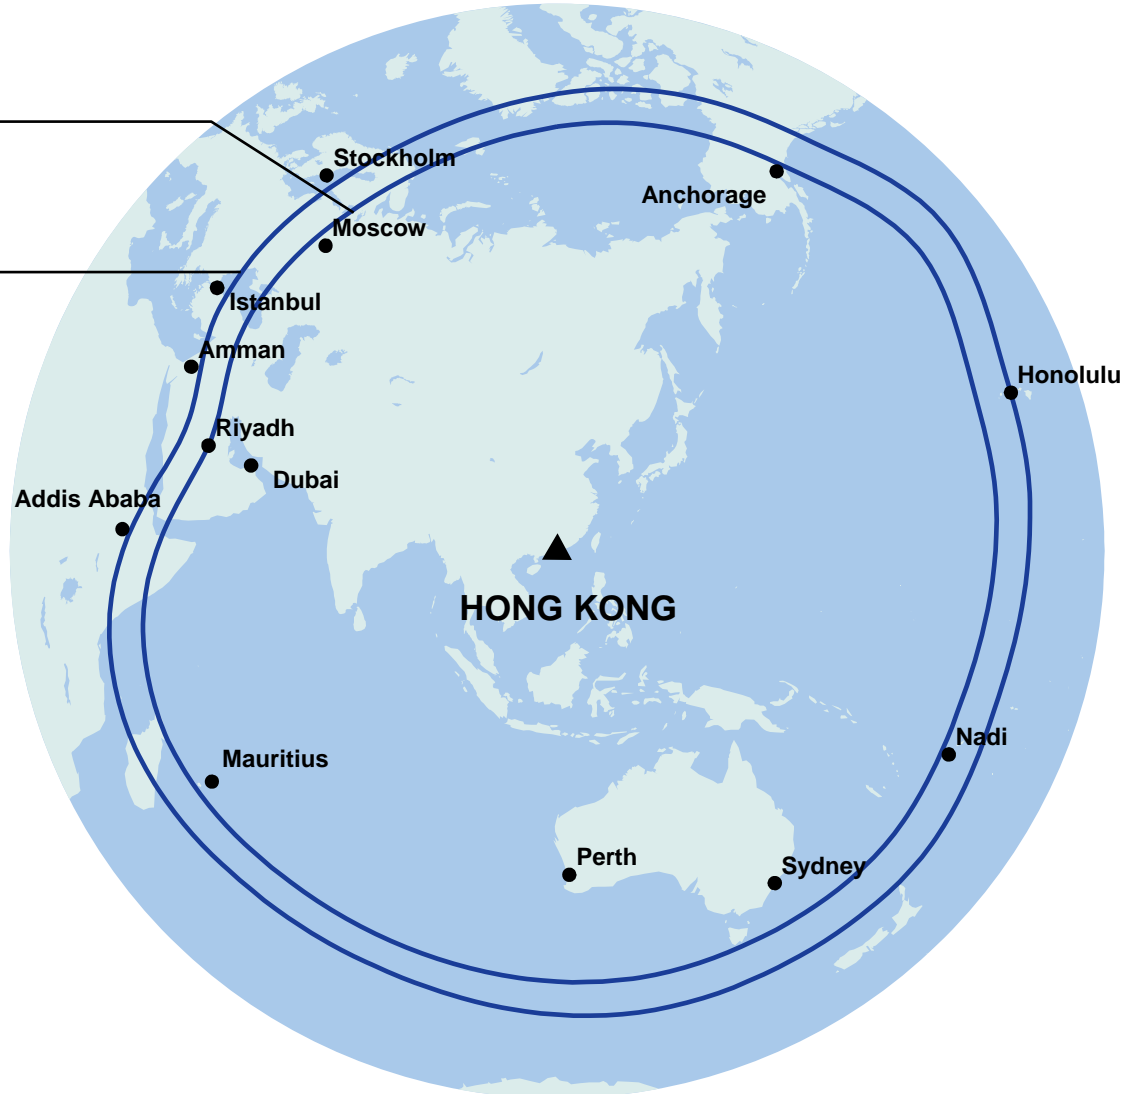 Stockholm
Anchorage
Moscow
Istanbul
Amman
Honolulu
Riyadh
Dubai
Addis Ababa
HONG KONG
Nadi
Mauritius
Perth
Sydney